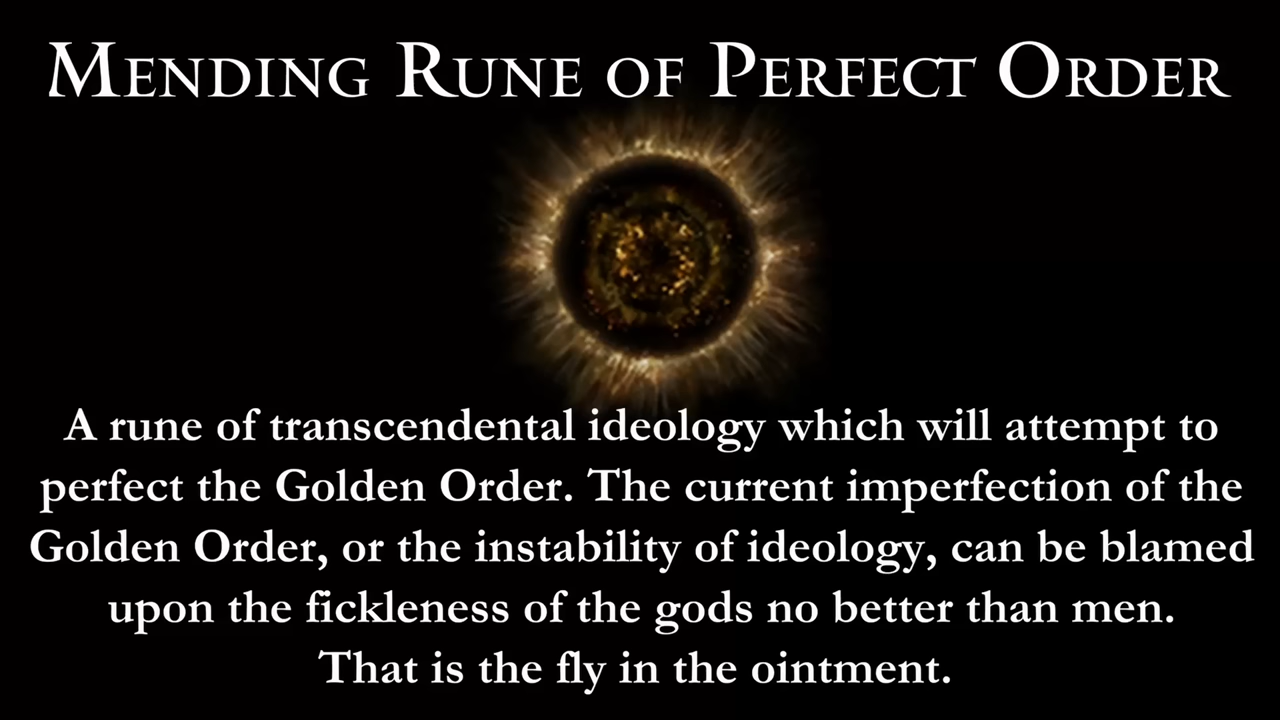 Mending Rune of Perfect Order
A rune of transcendental ideology which will attempt to
perfect the Golden Order. The current imperfection of the
Golden Order, or the instability of ideology, can be blamed
upon the fickleness of the gods no better than men.
That is the fly in the ointment.